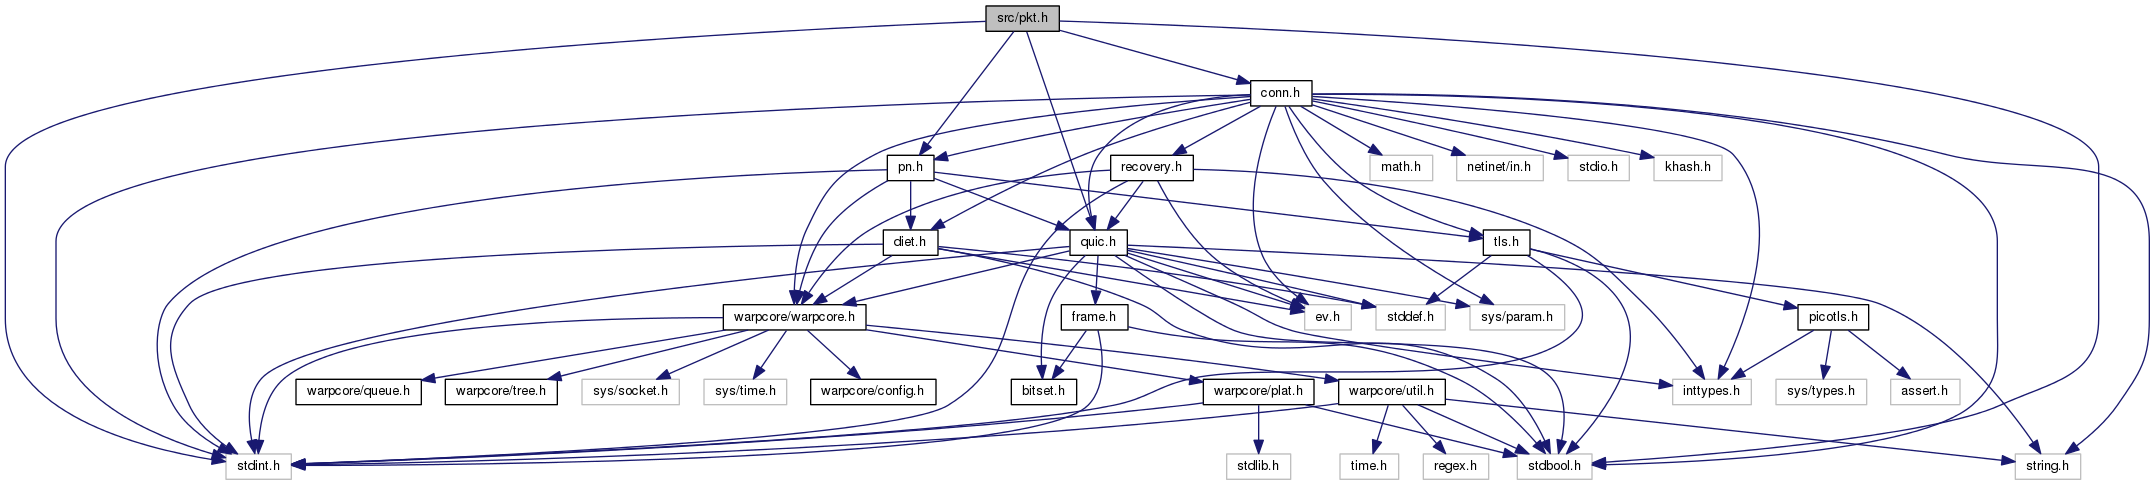 src/pkt.h
conn.h
pn.h
recovery.h
math.h
netinet/in.h
stdio.h
khash.h
diet.h
quic.h
tls.h
warpcore/warpcore.h
frame.h
ev.h
stddef.h
sys/param.h
picotls.h
warpcore/queue.h
warpcore/tree.h
sys/socket.h
sys/time.h
warpcore/config.h
bitset.h
warpcore/plat.h
warpcore/util.h
inttypes.h
sys/types.h
assert.h
stdint.h
stdlib.h
time.h
regex.h
stdbool.h
string.h